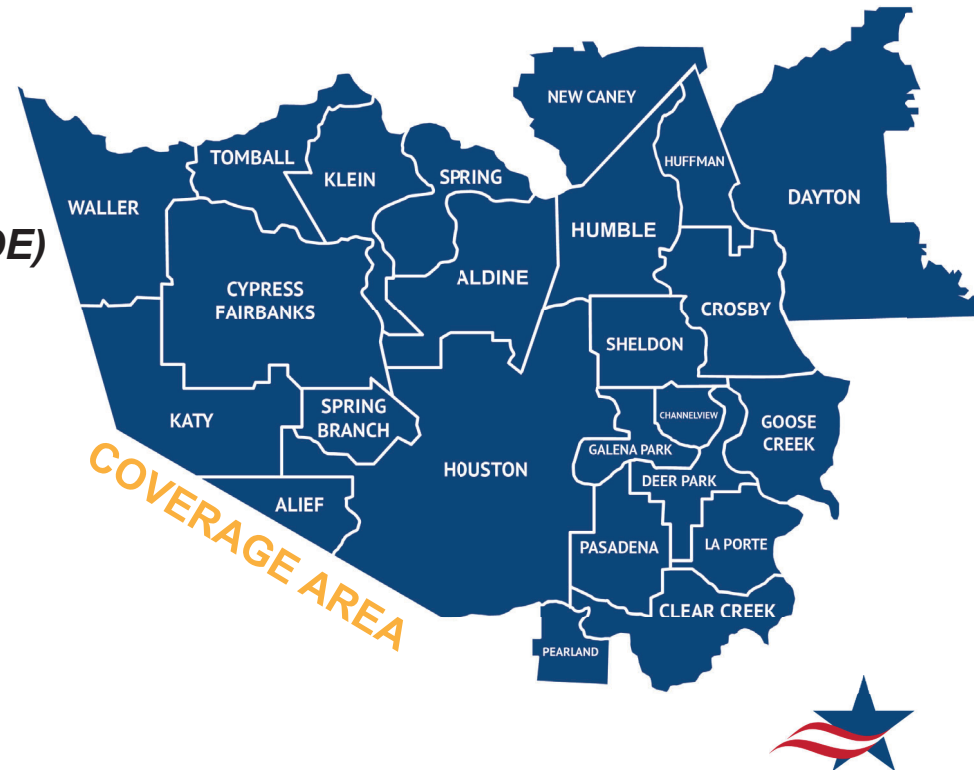 NEW CANEY
TOMBALL
KLEIN
SPRING
HUFFMAN
WALLER
DAYTON
HUMBLE
DE)
CYPRESS
FAIRBANKS
ALDINE
CROSBY
SHELDON
KATY
SPRING
BRANCH
CHANNELVIEW
GOOSE
CREEK
GALENA PARK
HOUSTON
DEER PARK
ALIEF
COVERAGE AREA
PASADENA
LA PORTE
CLEAR CREEK
PEARLAND